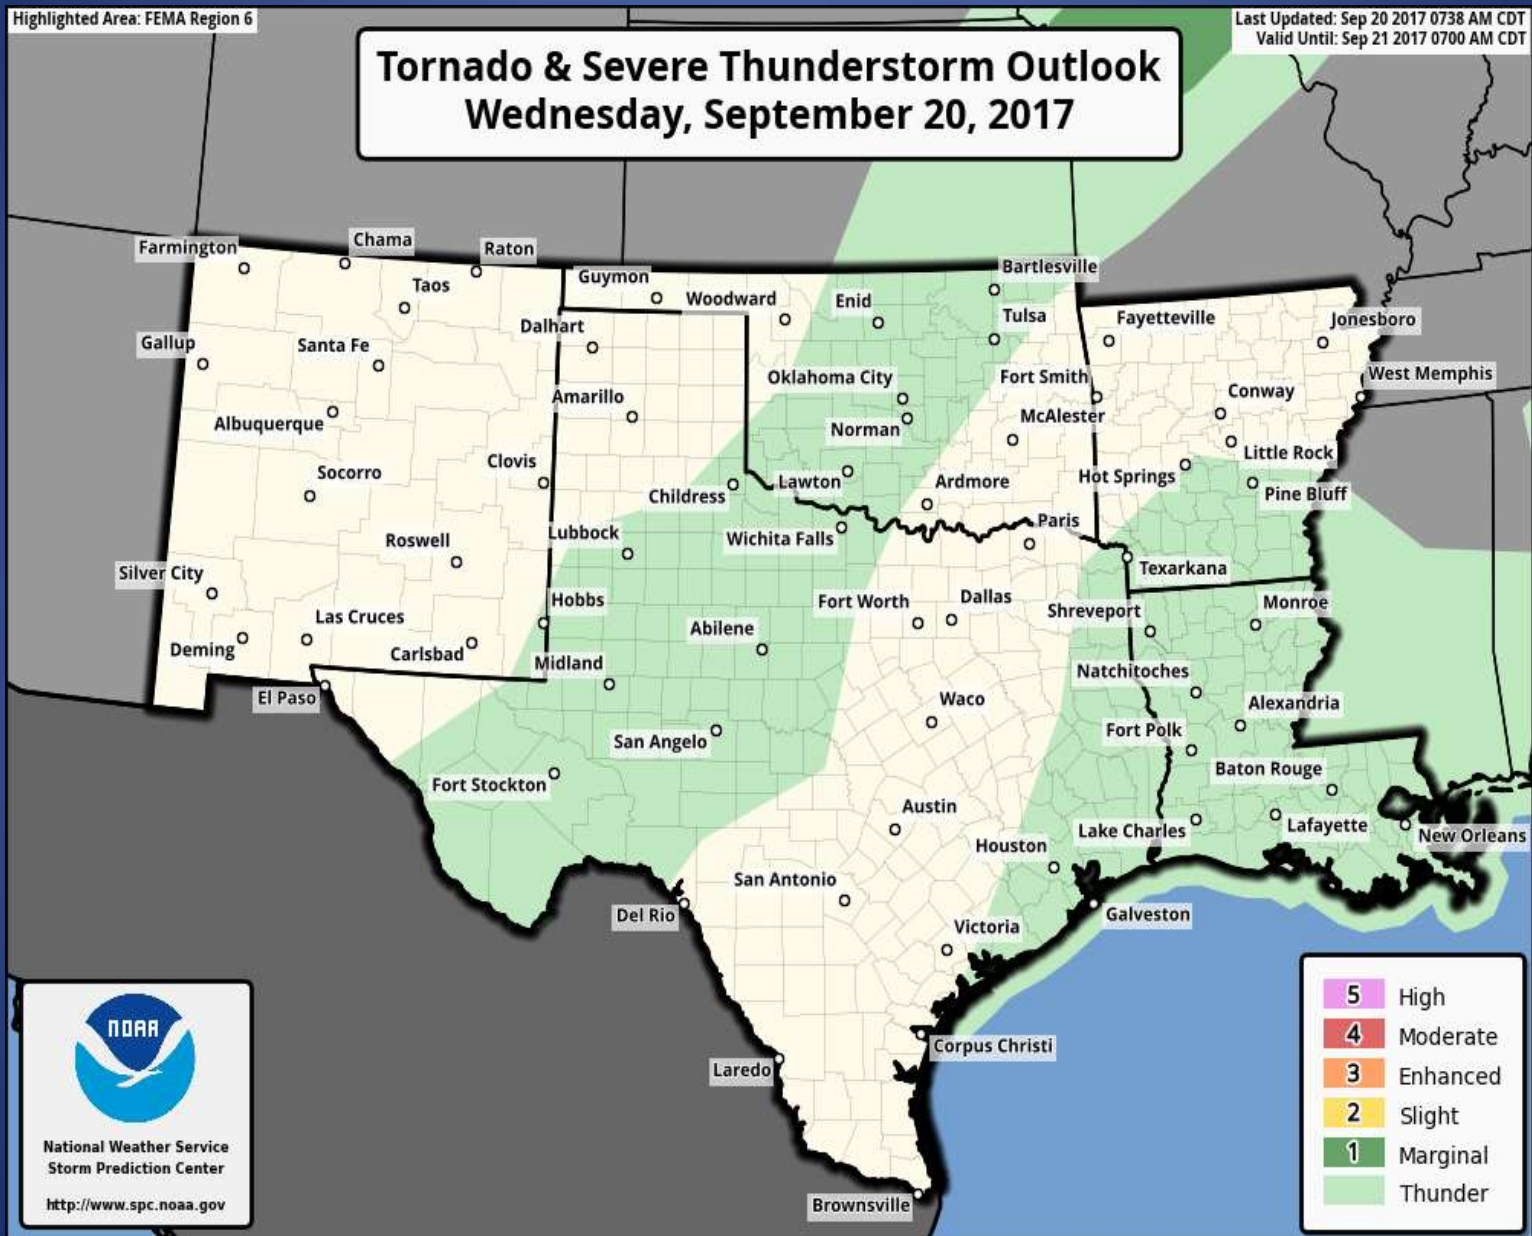 Highlighted Area: FEMA Region 6
Last Updated: Sep 20 2017 0738 AM CDT
Valid Until: Sep 21 2017 0700 AM CDT
Tornado & Severe Thunderstorm Outlook
Wednesday, September 20, 2017
Farmington
Chama
Raton
Taos
Guymon
Woodward
Enid
Bartlesville
Tulsa
Fayetteville
Jonesboro
Gallup
Santa Fe
Dalhart
Oklahoma City
Fort Smith
West Memphis
Albuquerque
Amarillo
Norman
McAlester
Conway
Socorro
Clovis
Childress
Lawton
Ardmore
Hot Springs
Little Rock
Pine Bluff
Roswell
Lubbock
Wichita Falls
Paris
Texarkana
Silver City
Las Cruces
Hobbs
Fort Worth
Dallas
Shreveport
Monroe
Deming
Carlsbad
Midland
Abilene
Natchitoches
El Paso
San Angelo
Waco
Fort Polk
Alexandria
Fort Stockton
Austin
Baton Rouge
Houston
Lake Charles
Lafayette
New Orleans
San Antonio
Del Rio
Victoria
Galveston
Laredo
Corpus Christi
Brownsville
NOAA
National Weather Service
Storm Prediction Center
http://www.spc.noaa.gov
5 High
4 Moderate
3 Enhanced
2 Slight
1 Marginal
Thunder